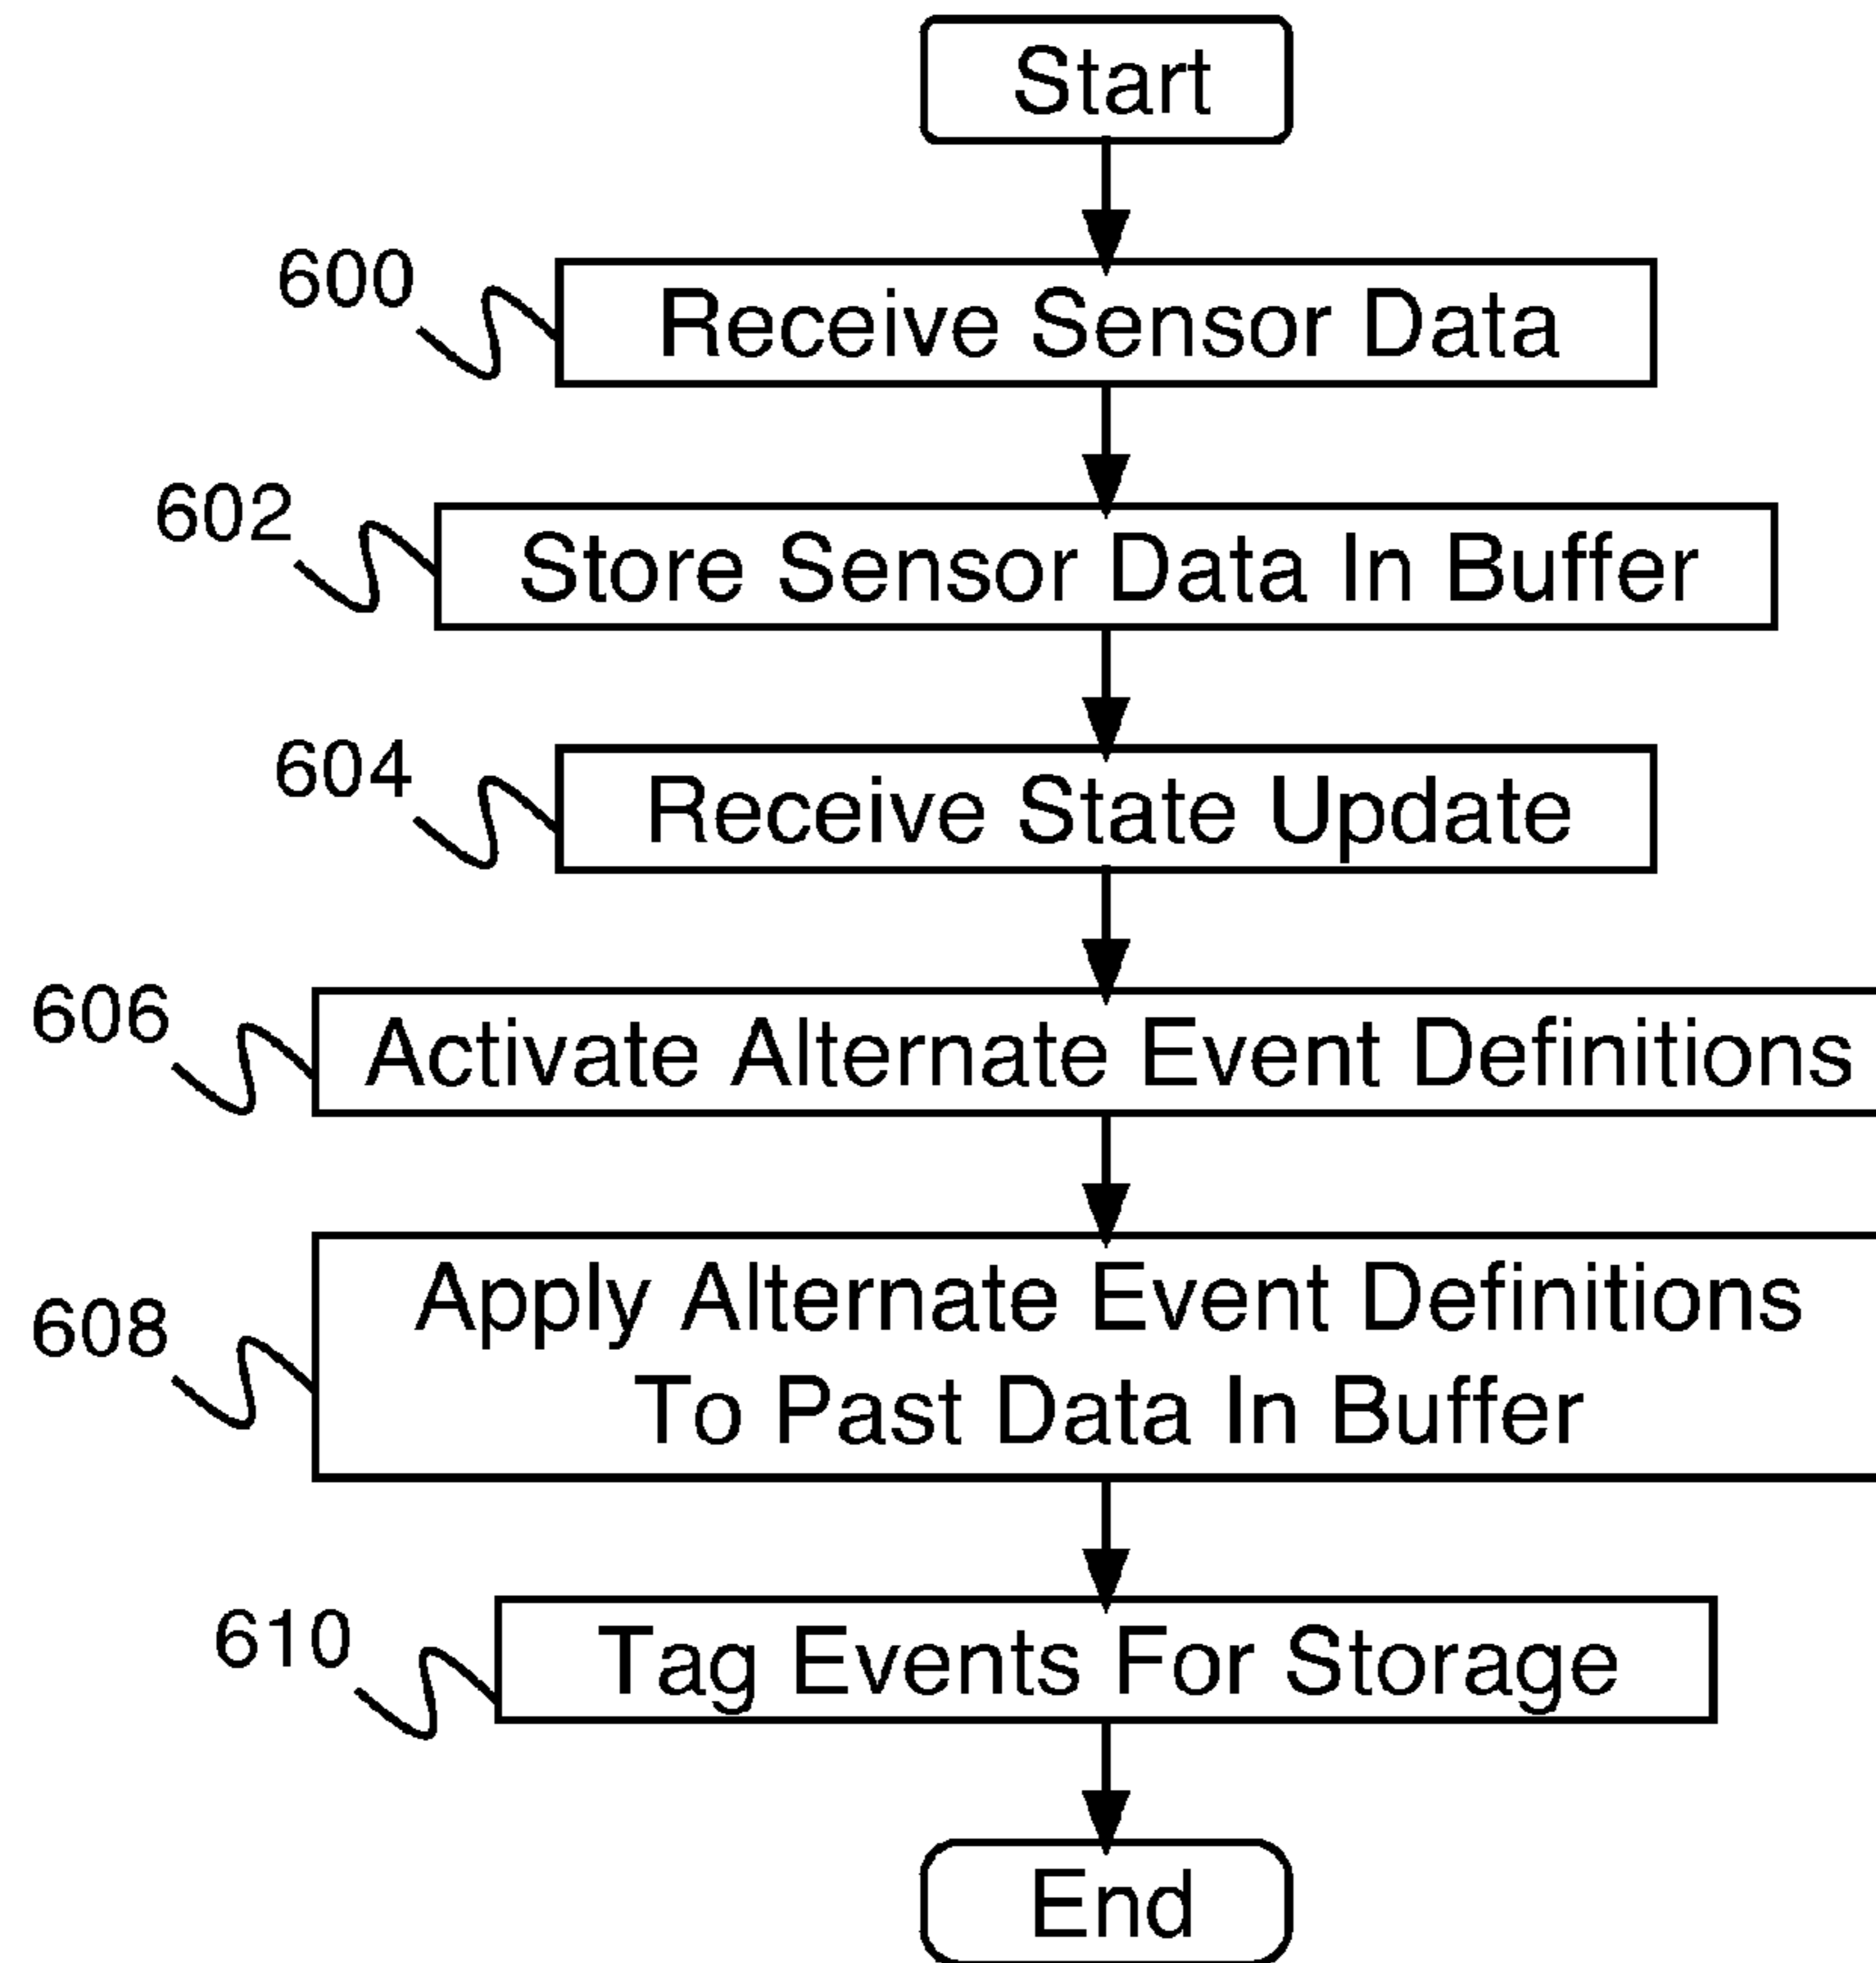 Start
600
Receive Sensor Data
602
Store Sensor Data In Buffer
604
Receive State Update
606
Activate Alternate Event Definitions
608
Apply Alternate Event Definitions
To Past Data In Buffer
610
Tag Events For Storage
End